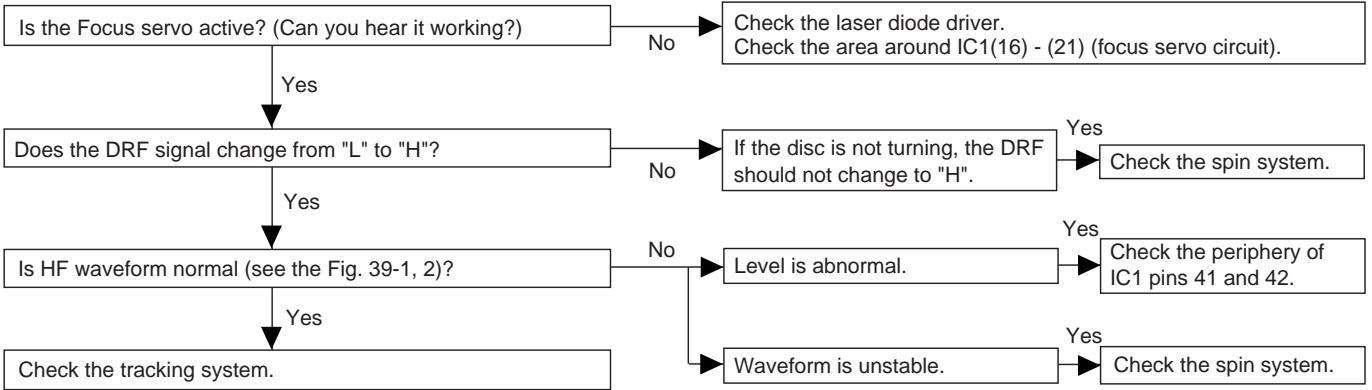 Is the Focus servo active? (Can you hear it working?)
No
Check the laser diode driver.
Check the area around IC1(16) - (21) (focus servo circuit).
Yes
Does the DRF signal change from "L" to "H"?
No
If the disc is not turning, the DRF
should not change to "H".
Yes
Check the spin system.
Yes
Is HF waveform normal (see the Fig. 39-1, 2)?
No
Level is abnormal.
Yes
Check the periphery of
IC1 pins 41 and 42.
Yes
Check the tracking system.
Waveform is unstable.
Yes
Check the spin system.